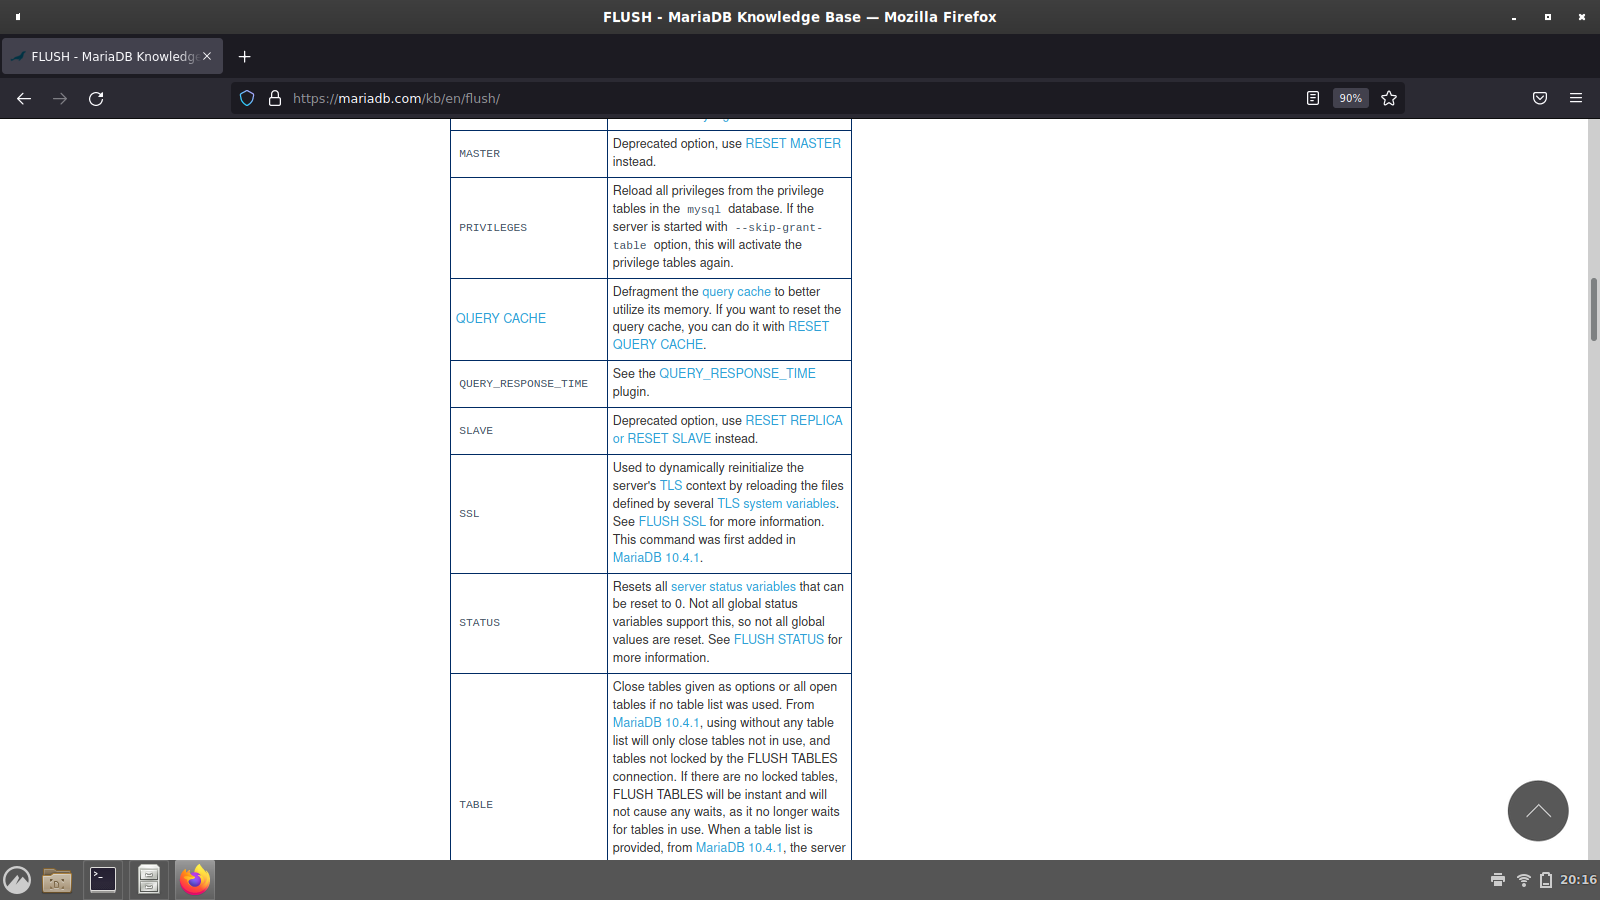 FLUSH - MariaDB Knowledge Base — Mozilla Firefox
FLUSH - MariaDB Knowledge
https://mariadb.com/kb/en/flush/
90%
MASTER
Deprecated option, use RESET MASTER
instead.
PRIVILEGES
Reload all privileges from the privilege
tables in the mysql database. If the
server is started with --skip-grant-
table option, this will activate the
privilege tables again.
QUERY CACHE
Defragment the query cache to better
utilize its memory. If you want to reset the
query cache, you can do it with RESET
QUERY CACHE.
QUERY_RESPONSE_TIME
See the QUERY_RESPONSE_TIME
plugin.
SLAVE
Deprecated option, use RESET REPLICA
or RESET SLAVE instead.
SSL
Used to dynamically reinitialize the
server's TLS context by reloading the files
defined by several TLS system variables.
See FLUSH SSL for more information.
This command was first added in
MariaDB 10.4.1.
STATUS
Resets all server status variables that can
be reset to 0. Not all global status
variables support this, so not all global
values are reset. See FLUSH STATUS for
more information.
TABLE
Close tables given as options or all open
tables if no table list was used. From
MariaDB 10.4.1, using without any table
list will only close tables not in use, and
tables not locked by the FLUSH TABLES
connection. If there are no locked tables,
FLUSH TABLES will be instant and will
not cause any waits, as it no longer waits
for tables in use. When a table list is
provided, from MariaDB 10.4.1, the server
20:16